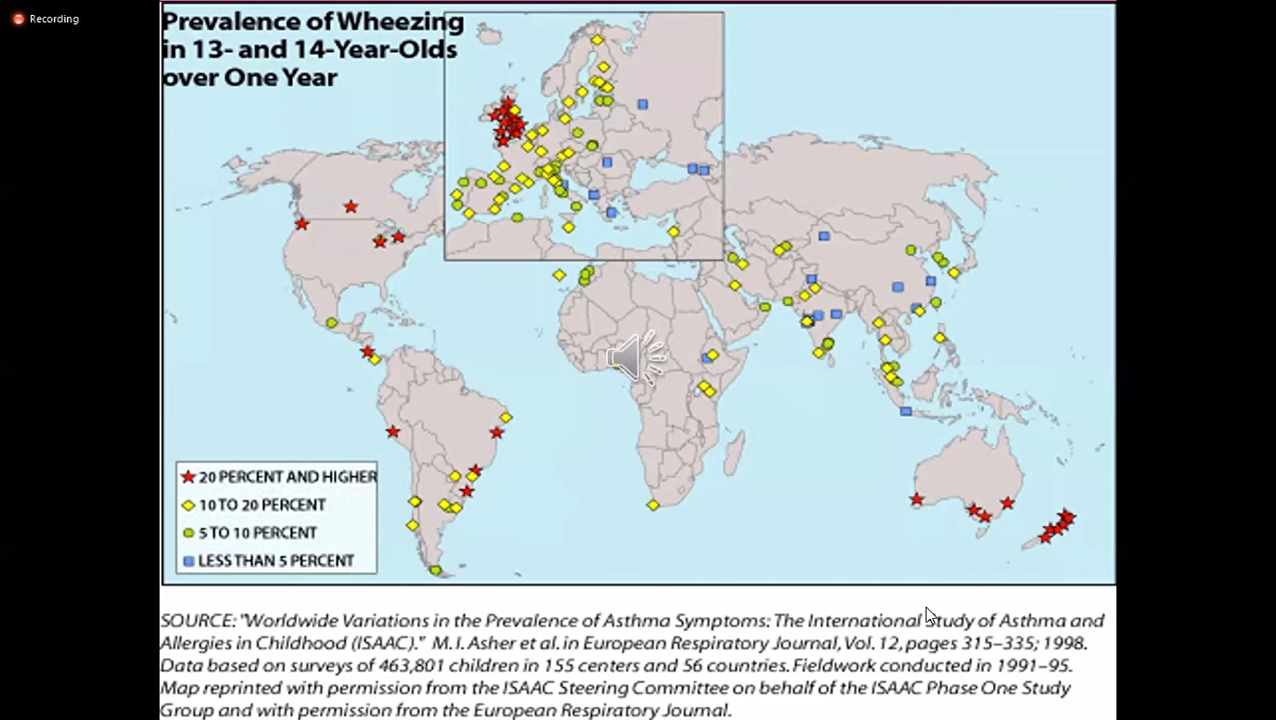 Recording
Prevalence of Wheezing
in 13- and 14-Year-Olds
over One Year
20 PERCENT AND HIGHER
10 TO 20 PERCENT
5 TO 10 PERCENT
LESS THAN 5 PERCENT
SOURCE: "Worldwide Variations in the Prevalence of Asthma Symptoms: The International Study of Asthma and
Allergies in Childhood (ISAAC)." M. I. Asher et al. in European Respiratory Journal, Vol. 12, pages 315–335; 1998.
Data based on surveys of 463,801 children in 155 centers and 56 countries. Fieldwork conducted in 1991–95.
Map reprinted with permission from the ISAAC Steering Committee on behalf of the ISAAC Phase One Study
Group and with permission from the European Respiratory Journal.